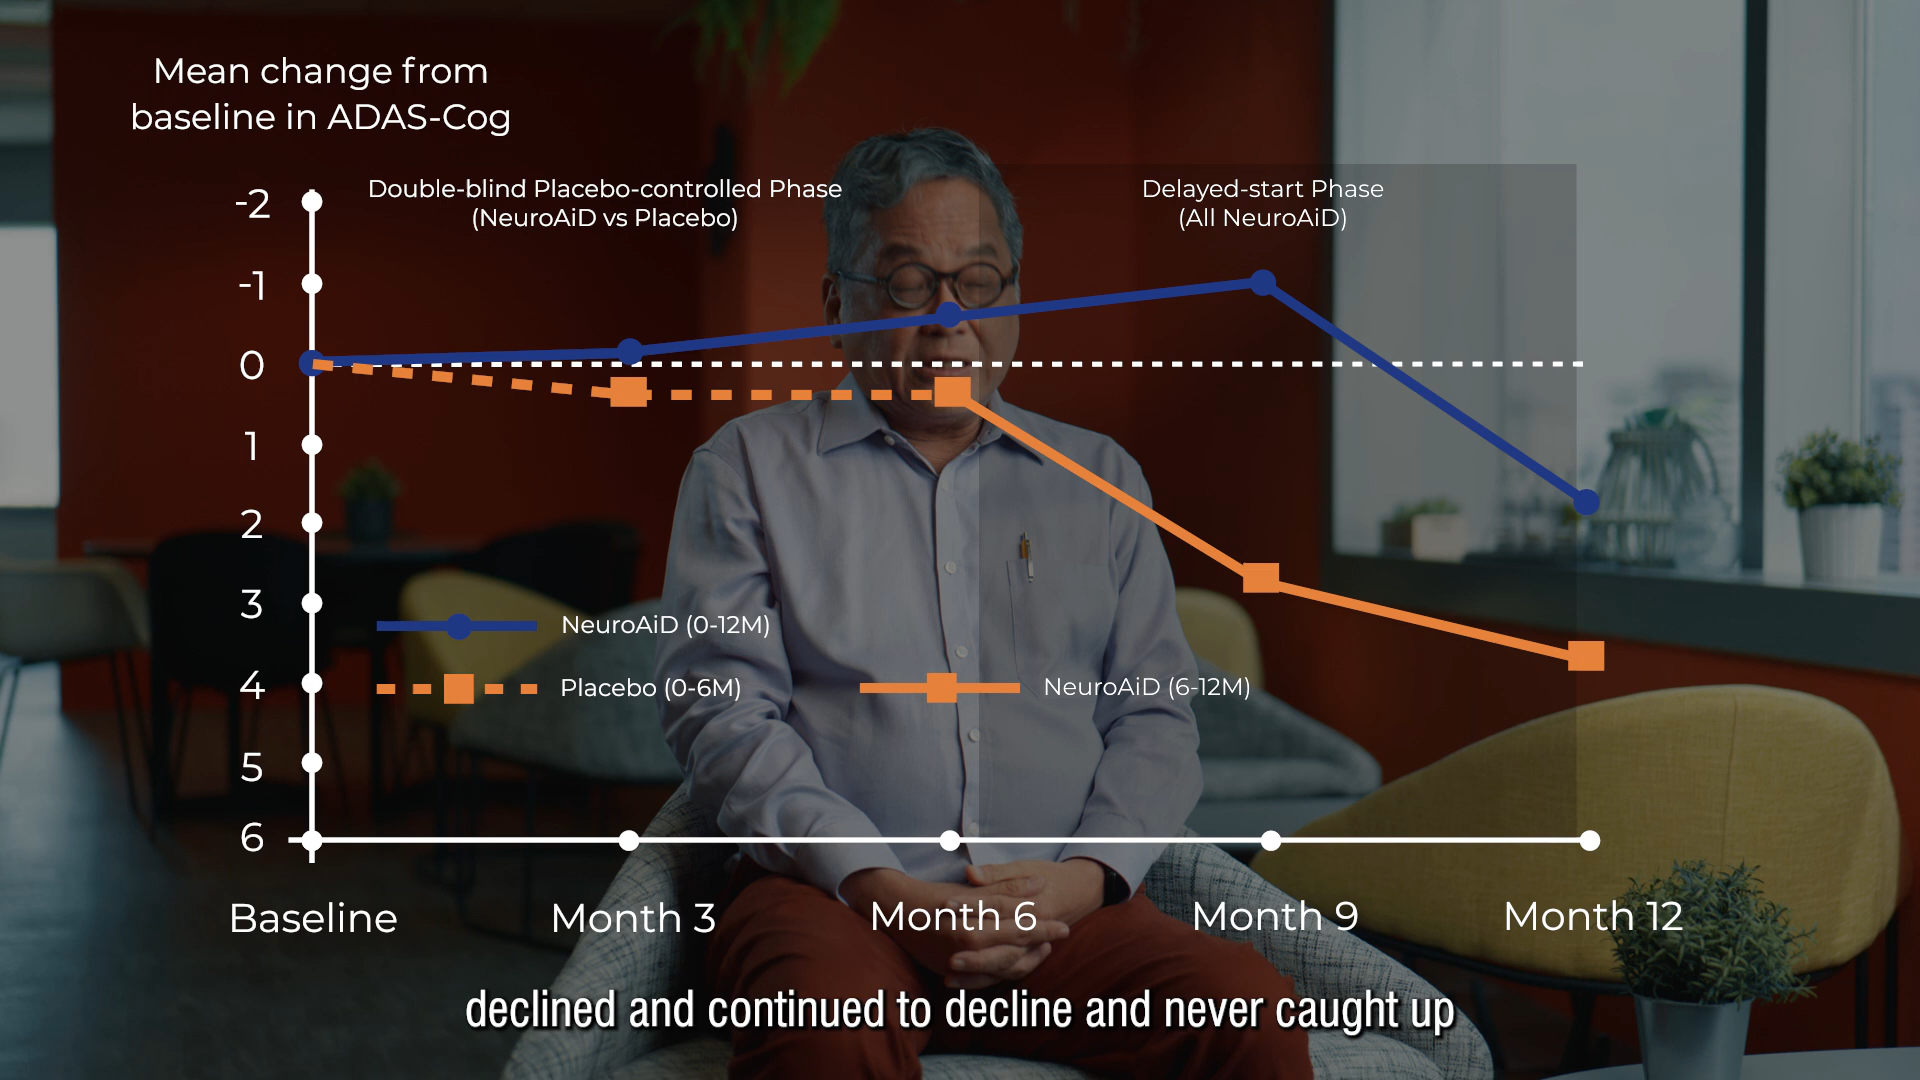 Mean change from
baseline in ADAS-Cog
Double-blind Placebo-controlled Phase
(NeuroAiD vs Placebo)
Delayed-start Phase
(All NeuroAiD)
-2
-1
0
1
2
3
4
5
6
NeuroAiD (0-12M)
Placebo (0-6M)
NeuroAiD (6-12M)
Baseline
Month 3
Month 6
Month 9
Month 12
declined and continued to decline and never caught up